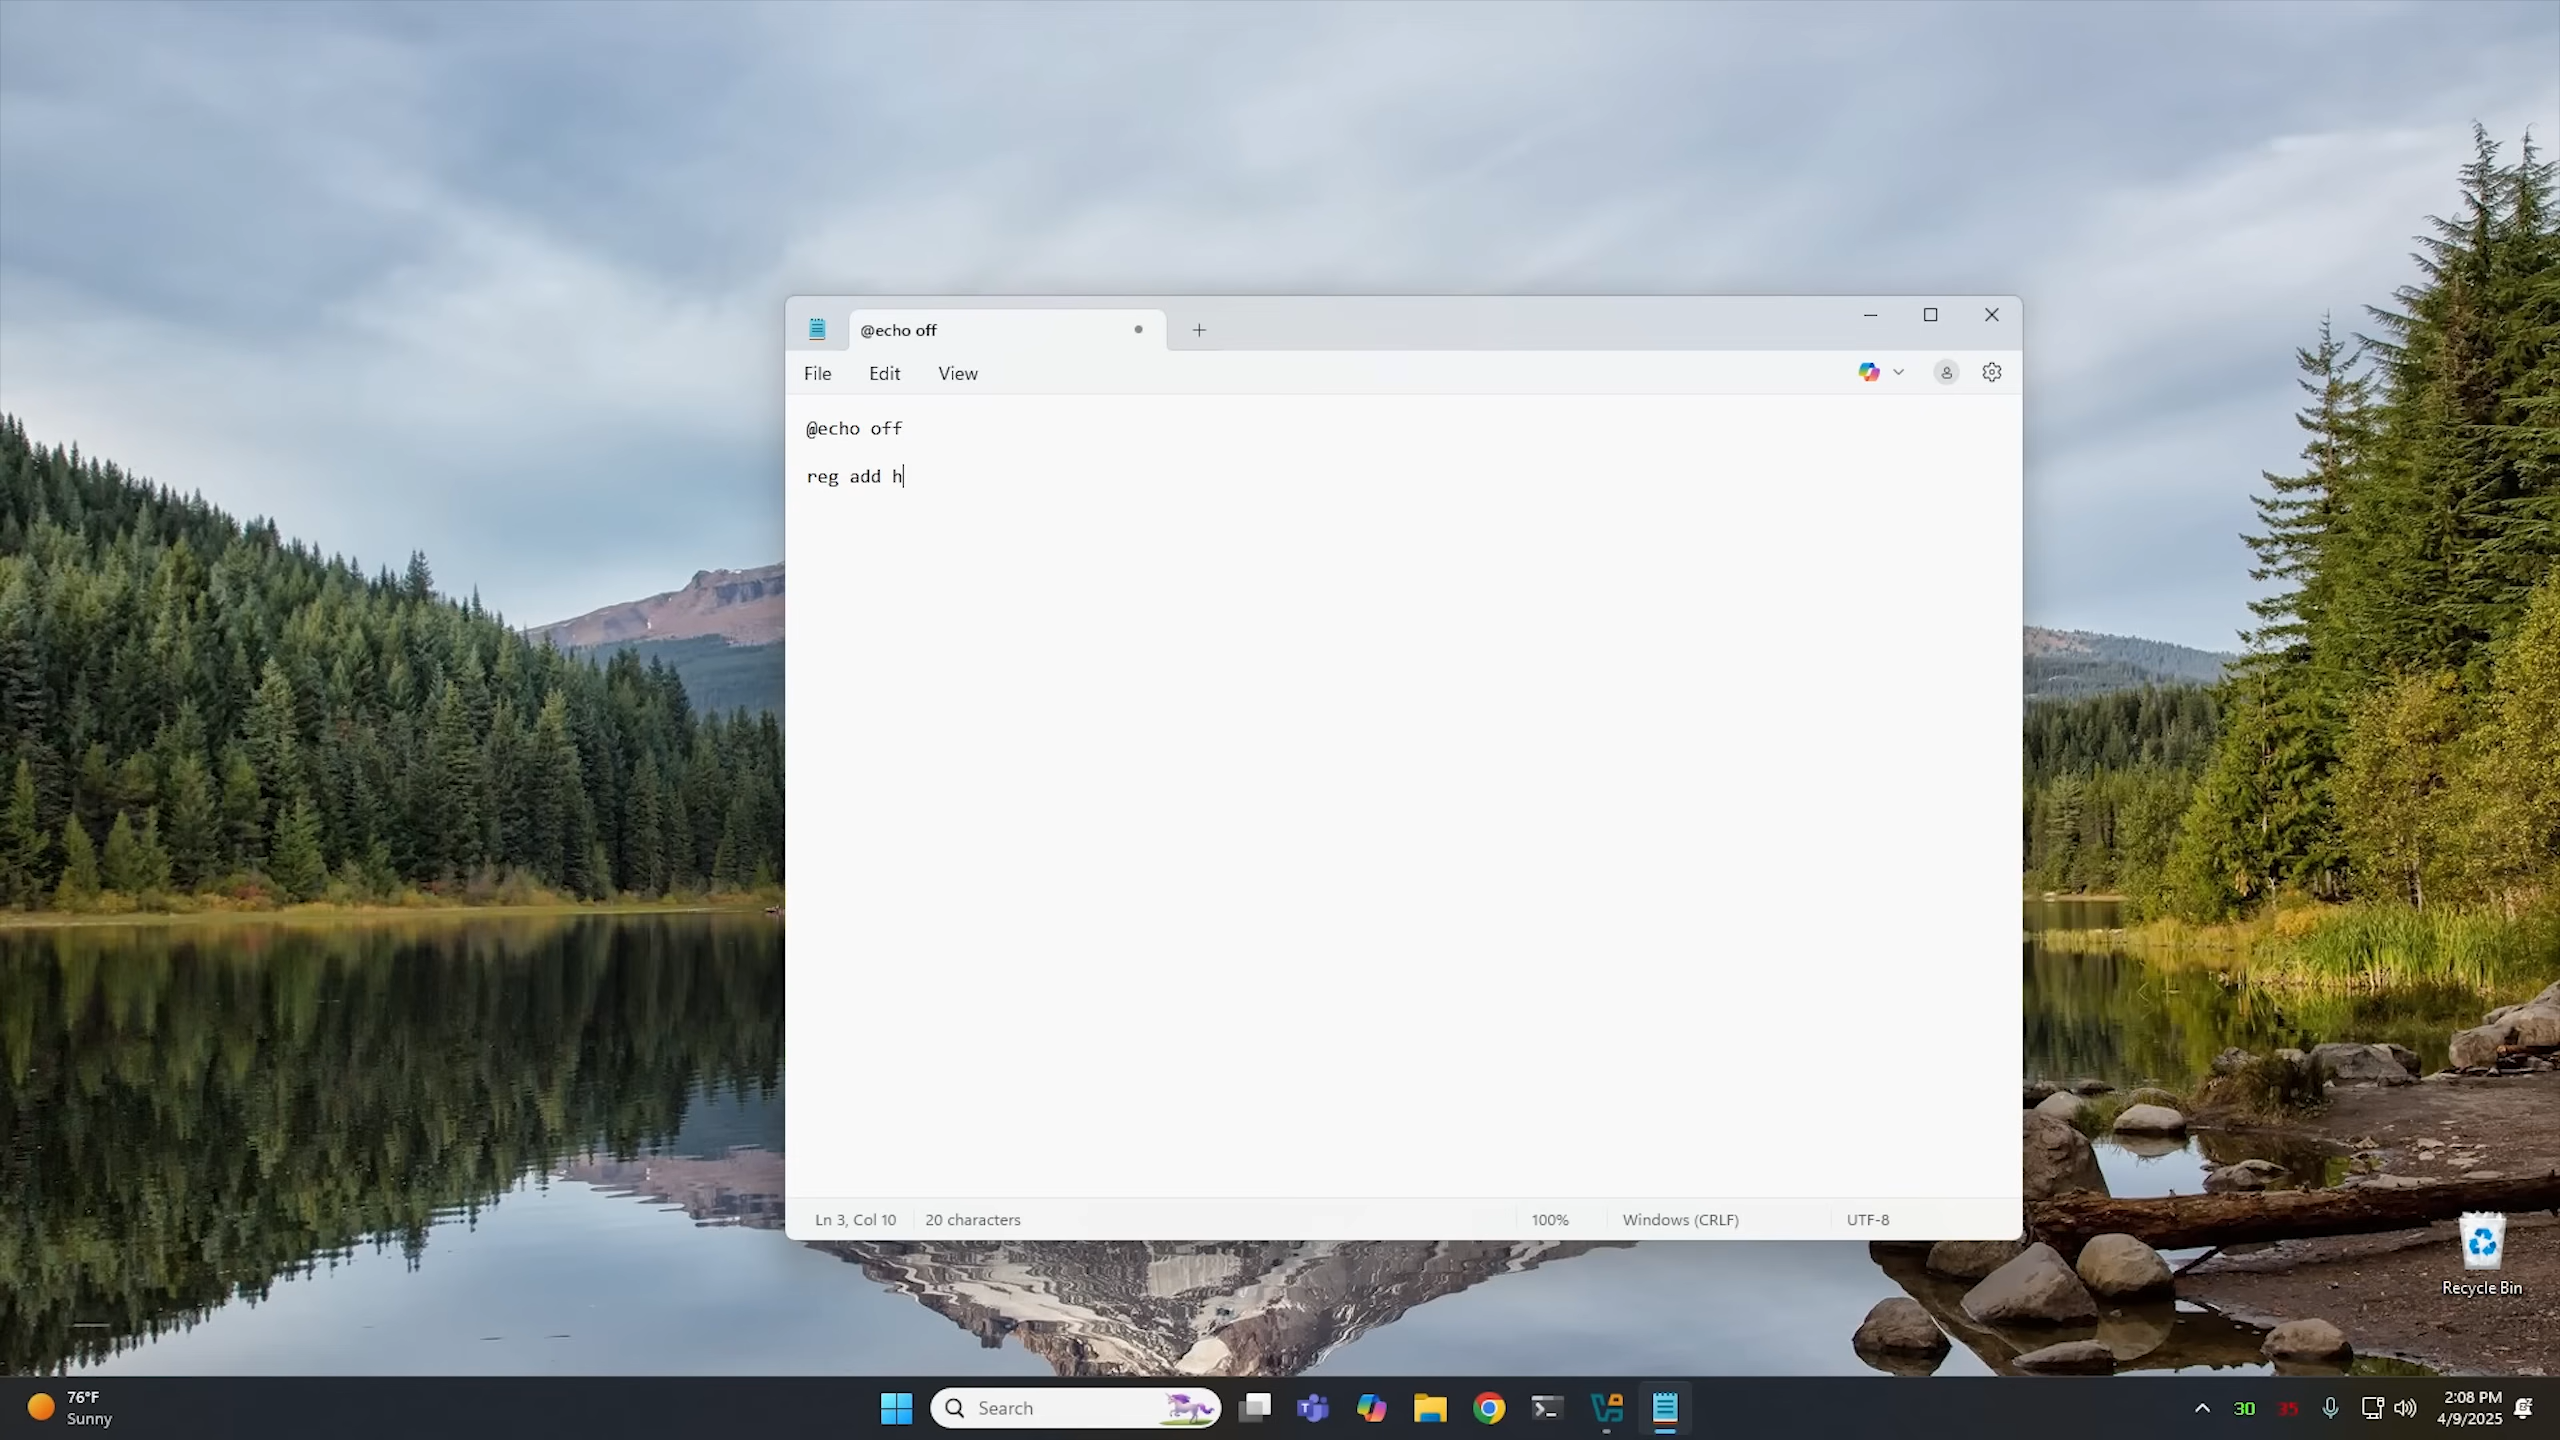 @echo off
File Edit View
@echo off
reg add h
Ln 3, Col 10 20 characters 100% Windows (CRLF) UTF-8
Recycle Bin
76°F
Sunny
Search
30 35
2:08 PM
4/9/2025